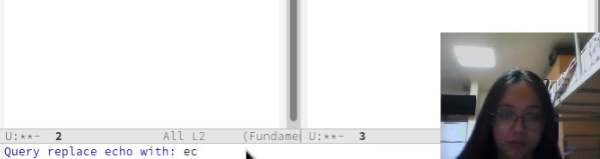 U:**-  2    All L2    (Fundame U:**-  3
Query replace echo with: ec